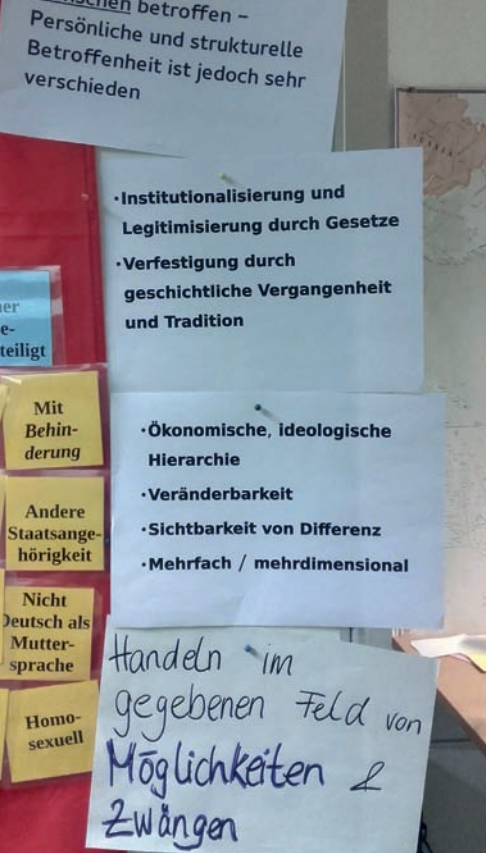 betroffen –
Persönliche und strukturelle
Betroffenheit ist jedoch sehr
verschieden
•Institutionalisierung und
Legitimisierung durch Gesetze
•Verfestigung durch
geschichtliche Vergangenheit
und Tradition
•Ökonomische, ideologische
Hierarchie
•Veränderbarkeit
•Sichtbarkeit von Differenz
•Mehrfach / mehrdimensional
Handeln im
gegebenen Feld von
Möglichkeiten &
Zwängen
er
e-
teiligt
Mit
Behin-
derung
Andere
Staatsange-
hörigkeit
Nicht
Deutsch als
Mutter-
sprache
Homo-
sexuell